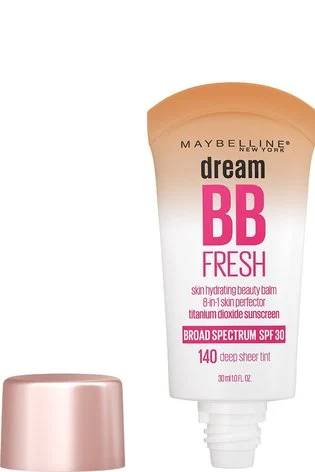 MAYBELLINE®
NEW YORK
dream
BB
FRESH
skin hydrating beauty balm
8-in-1 skin perfector
titanium dioxide sunscreen
BROAD SPECTRUM SPF 30
140 deep sheer tint
30 ml 1.0 FL. OZ.